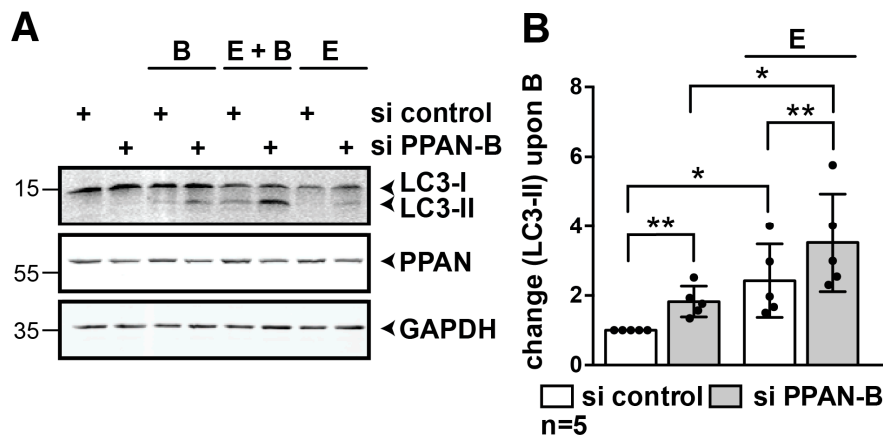 A
B E + B E
+ + + + si control
+ + + + si PPAN-B
15 LC3-I
LC3-II
PPAN
55
35 GAPDH
B
E
change (LC3-II) upon B
8
6
4
2
0
*
**
*
**
si control si PPAN-B
n=5